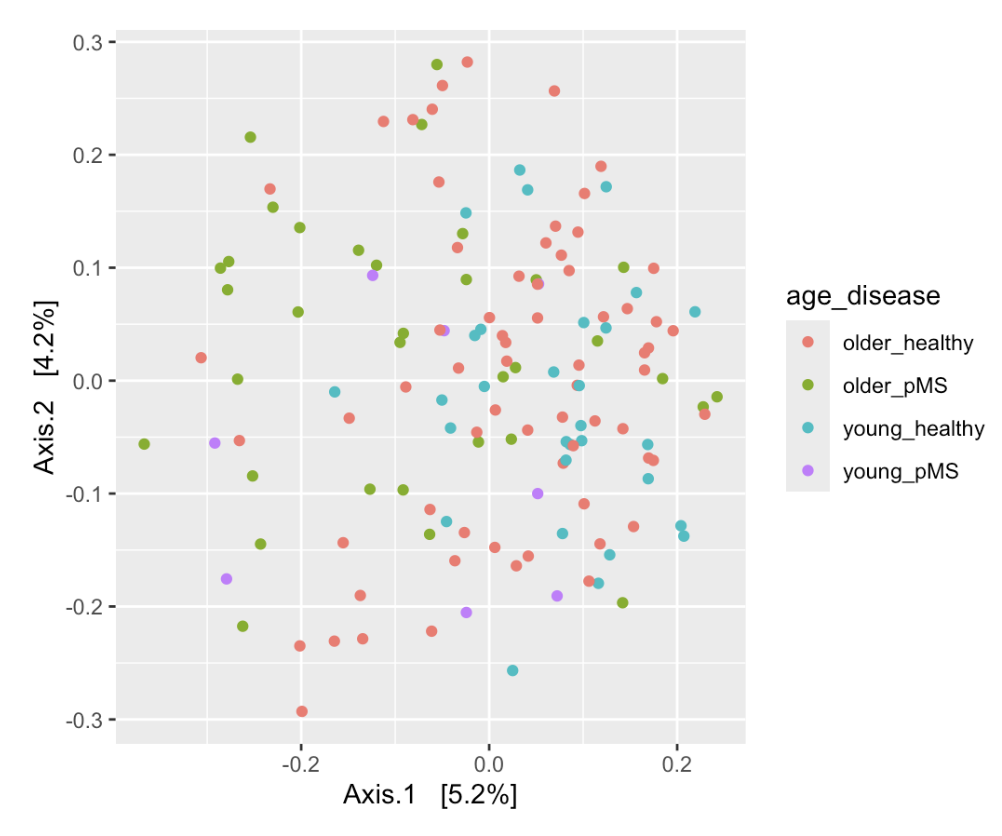 0.3
0.2
0.1
0.0
-0.1
-0.2
-0.3
Axis.2 [4.2%]
-0.2 0.0 0.2
Axis.1 [5.2%]
age_disease
older_healthy
older_pMS
young_healthy
young_pMS